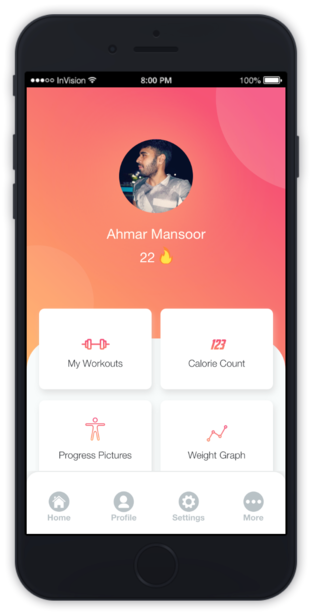 ●●●○○ InVision 8:00 PM 100%
Ahmar Mansoor
22 🔥
123
My Workouts Calorie Count
Progress Pictures Weight Graph
Home Profile Settings More